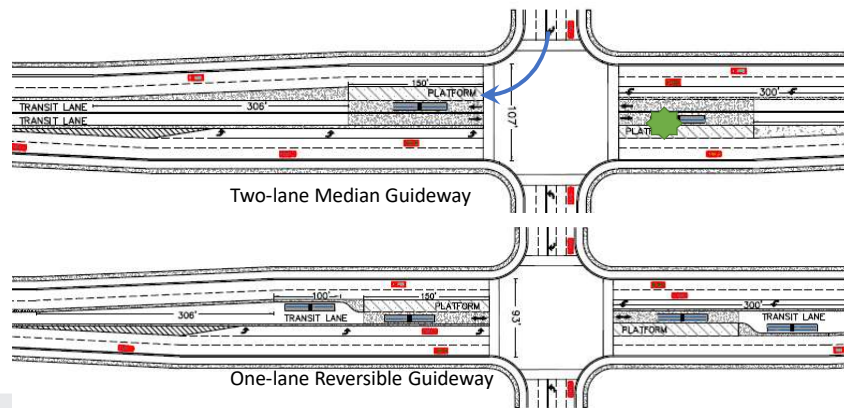 150'
PLATFORM
300'
TRANSIT LANE
306'
TRANSIT LANE
107'
Two-lane Median Guideway
100'
150'
PLATFORM
300'
306'
TRANSIT LANE
93'
PLATFORM
TRANSIT LANE
One-lane Reversible Guideway